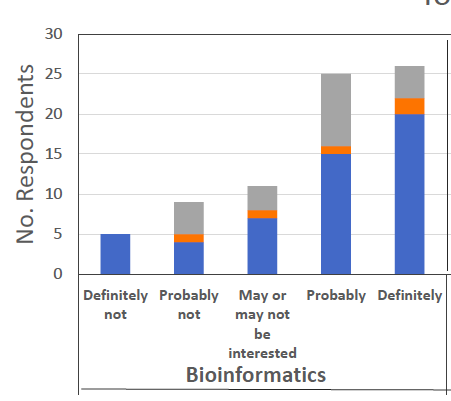 30
25
20
15
10
5
0
No. Respondents
Definitely not
Probably not
May or may not be interested
Probably
Definitely
Bioinformatics